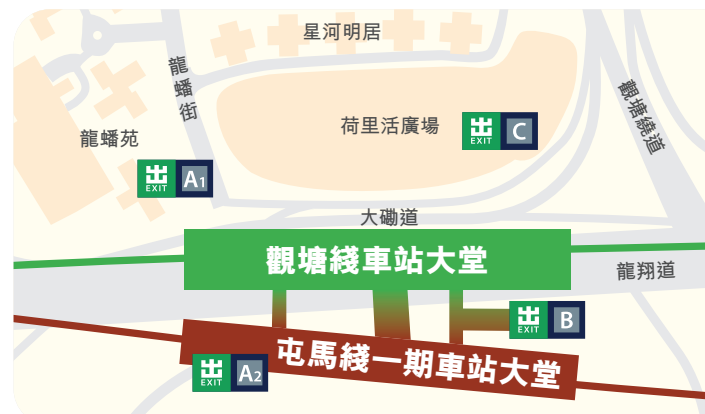 星河明居
龍蟠街
觀塘繞道
荷里活廣場
出 EXIT C
龍蟠苑
出 EXIT A1
大磡道
觀塘綫車站大堂
龍翔道
出 EXIT B
屯馬綫一期車站大堂
出 EXIT A2